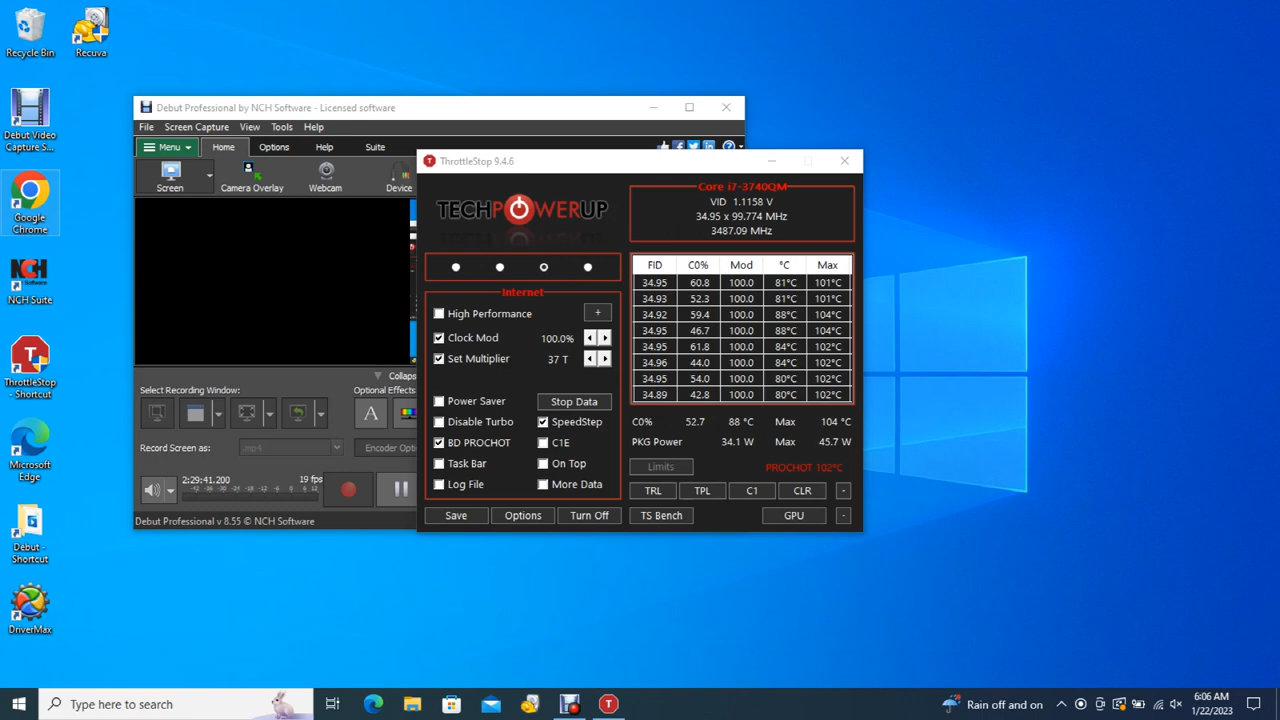 Recycle Bin
Recuva
Debut Video
Capture S...
Google
Chrome
NCH
NCH Suite
ThrottleStop
- Shortcut
Microsoft
Edge
Debut -
Shortcut
DriverMax
Debut Professional by NCH Software - Licensed software
File Screen Capture View Tools Help
Menu Home Options Help Suite
Screen Camera Overlay Webcam Device
Collaps
Select Recording Window: Optional Effects
A
Record Screen as: .mp4 Encoder Optio
2:29:41.200 19 fps
-42 -36 -30 -24 -18 -12 -6 0 6 12
Debut Professional v 8.55 © NCH Software
ThrottleStop 9.4.6
TECHPOWERUP
Internet
High Performance +
Clock Mod 100.0%
Set Multiplier 37 T
Power Saver Stop Data
Disable Turbo SpeedStep
BD PROCHOT C1E
Task Bar On Top
Log File More Data
Save Options Turn Off
Core i7-3740QM
VID 1.1158 V
34.95 x 99.774 MHz
3487.09 MHz
FID C0% Mod °C Max
34.95 60.8 100.0 81°C 101°C
34.93 52.3 100.0 81°C 101°C
34.92 59.4 100.0 88°C 104°C
34.95 46.7 100.0 88°C 104°C
34.95 61.8 100.0 84°C 102°C
34.96 44.0 100.0 84°C 102°C
34.95 54.0 100.0 80°C 102°C
34.89 42.8 100.0 80°C 102°C
C0% 52.7 88 °C Max 104 °C
PKG Power 34.1 W Max 45.7 W
Limits PROCHOT 102°C
TRL TPL C1 CLR -
TS Bench GPU -
Type here to search
Rain off and on
6:06 AM
1/22/2023